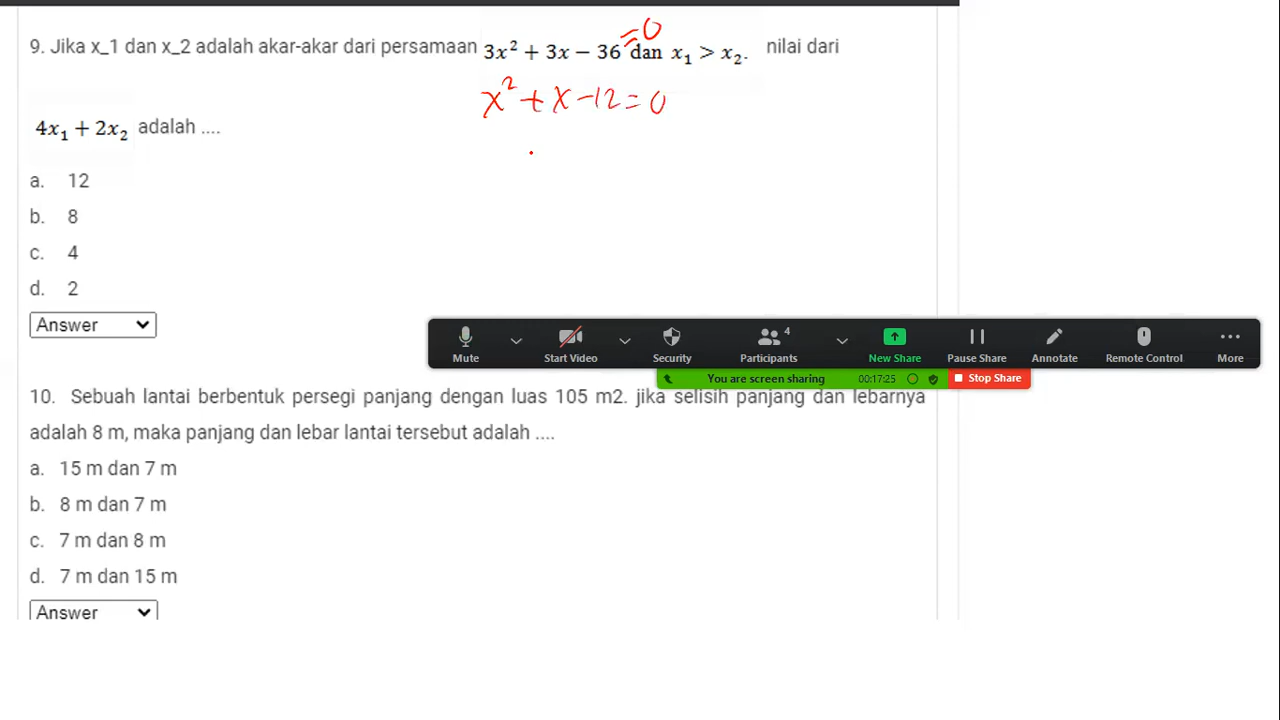 = 0
9. Jika x_1 dan x_2 adalah akar-akar dari persamaan 3x² + 3x − 36 = dan x₁ > x₂. nilai dari
x² + x - 12 = 0
4x₁ + 2x₂ adalah ....
a. 12
b. 8
c. 4
d. 2
Answer
Mute Start Video Security Participants 4 New Share Pause Share Annotate Remote Control More
You are screen sharing 00:17:25 Stop Share
10. Sebuah lantai berbentuk persegi panjang dengan luas 105 m2. jika selisih panjang dan lebarnya
adalah 8 m, maka panjang dan lebar lantai tersebut adalah ....
a. 15 m dan 7 m
b. 8 m dan 7 m
c. 7 m dan 8 m
d. 7 m dan 15 m
Answer